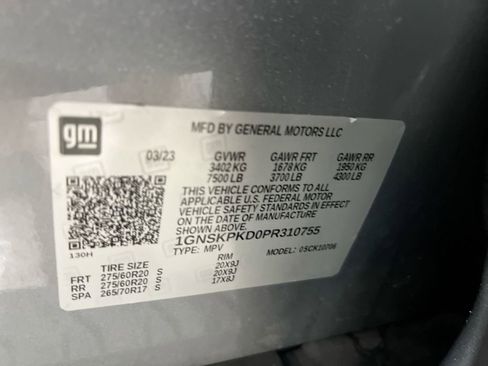 gm
MFD BY GENERAL MOTORS LLC
03/23 GVWR GAWR FRT GAWR RR
3402 KG 1678 KG 1950 KG
7500 LB 3700 LB 4300 LB
THIS VEHICLE CONFORMS TO ALL
APPLICABLE U.S. FEDERAL MOTOR
VEHICLE SAFETY STANDARDS IN EFFECT
ON THE DATE OF MANUFACTURE
SHOWN ABOVE.
1GNSKPKD0PR310755
130H TYPE: MPV MODEL: 0SCK10706
TIRE SIZE RIM
FRT 275/60R20 S 20X9J
RR 275/60R20 S 20X9J
SPA 265/70R17 S 17X8J